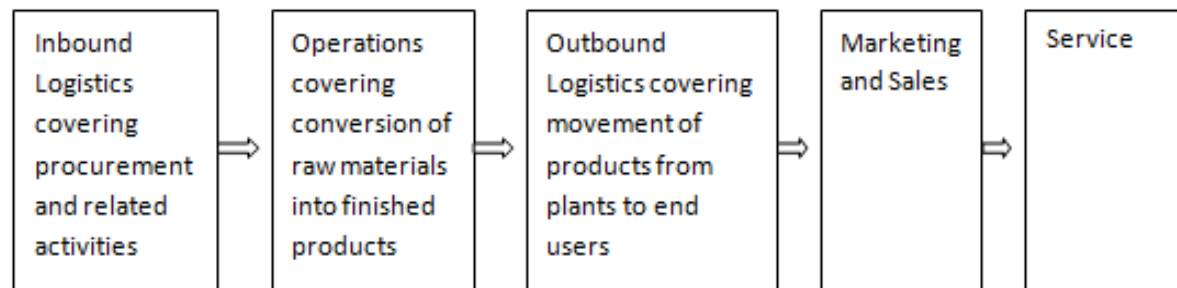 Inbound
Logistics
covering
procurement
and related
activities
Operations
covering
conversion of
raw materials
into finished
products
Outbound
Logistics covering
movement of
products from
plants to end
users
Marketing
and Sales
Service